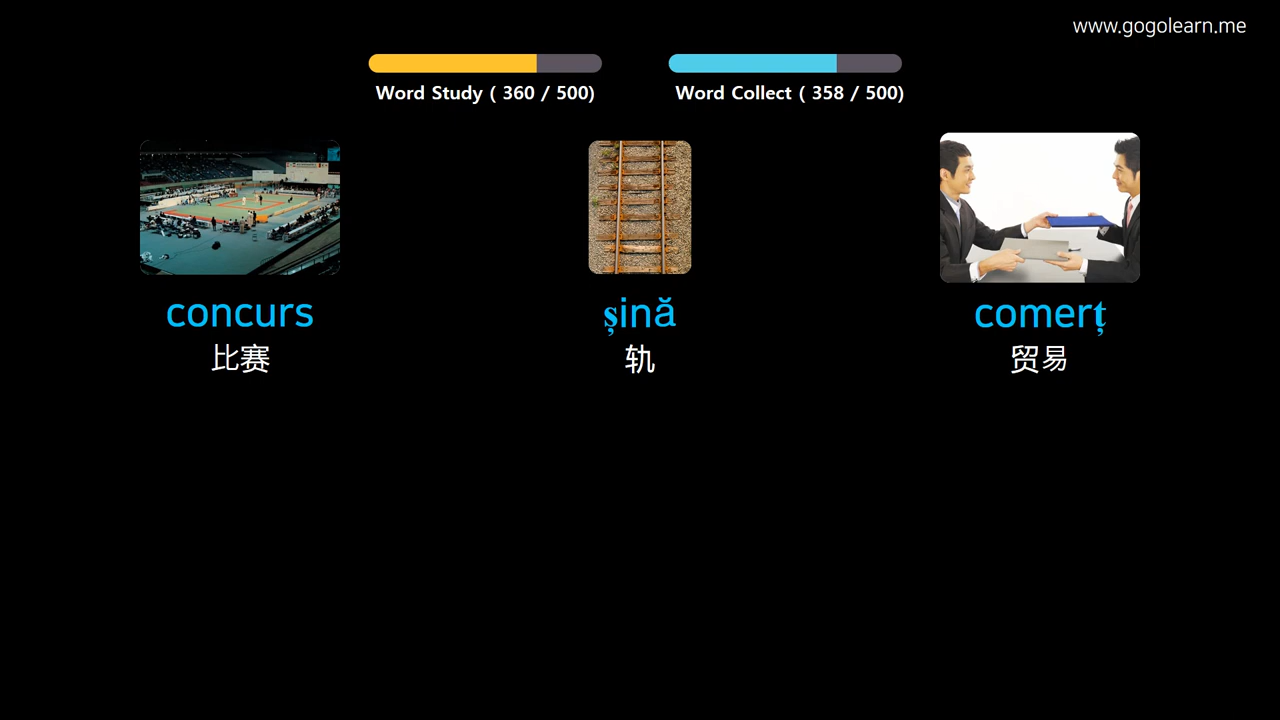 www.gogolearn.me
Word Study ( 360 / 500)
Word Collect ( 358 / 500)
concurs
șină
comerț
比赛
轨
贸易